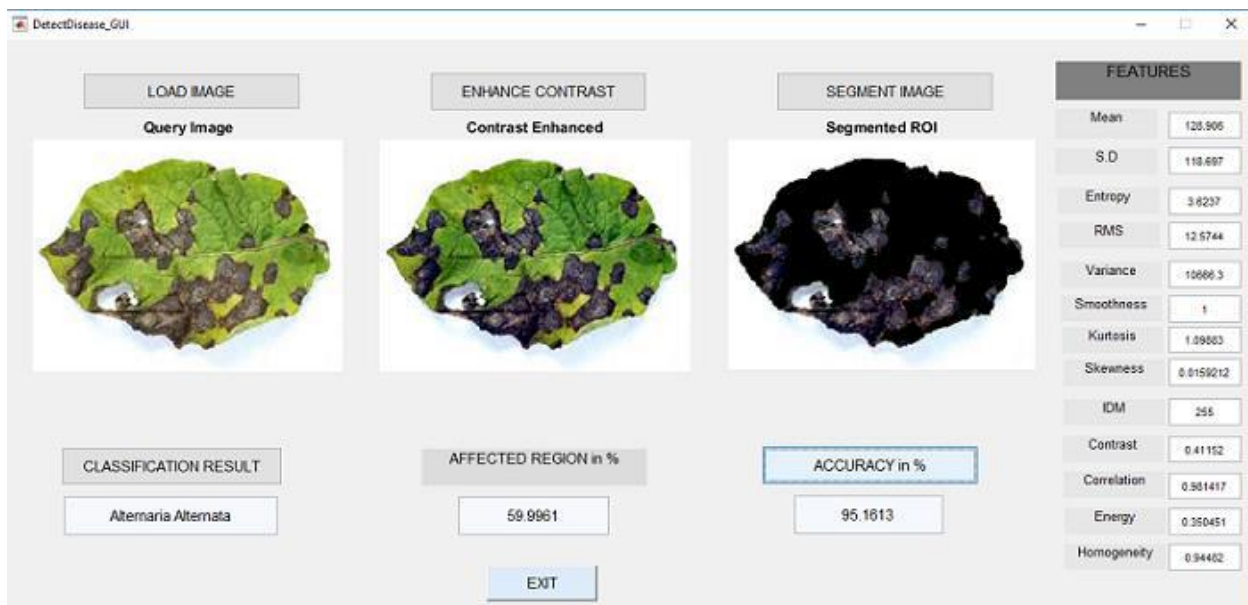 DetectDisease_GUI
LOAD IMAGE
ENHANCE CONTRAST
SEGMENT IMAGE
Query Image
Contrast Enhanced
Segmented ROI
CLASSIFICATION RESULT
AFFECTED REGION in %
ACCURACY in %
Alternaria Alternata
59.9961
95.1613
EXIT
FEATURES
Mean 128.906
S.D 118.697
Entropy 3.6237
RMS 12.5744
Variance 10666.3
Smoothness 1
Kurtosis 1.09883
Skewness 0.0159212
IDM 255
Contrast 0.41152
Correlation 0.981417
Energy 0.350451
Homogeneity 0.94462